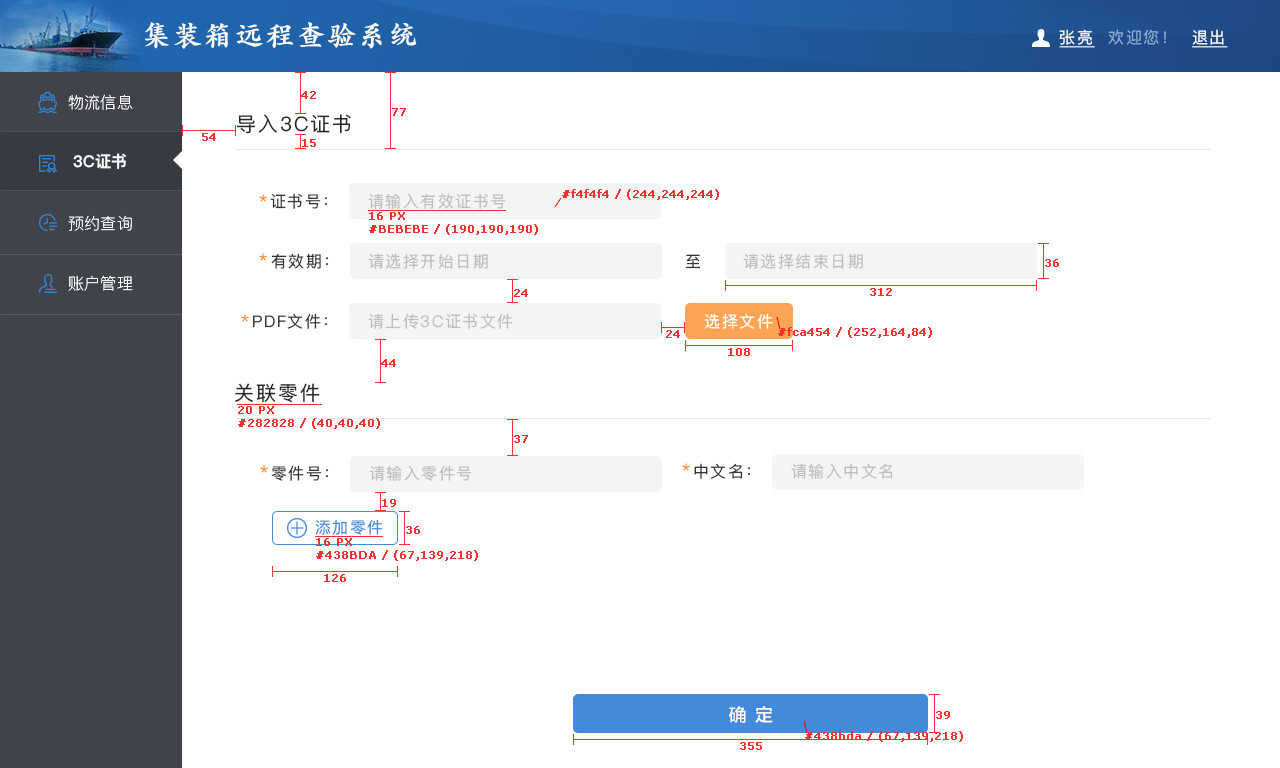 集装箱远程查验系统
张亮 欢迎您! 退出
物流信息
3C证书
预约查询
账户管理
42
77
54
导入3C证书
15
*证书号: 请输入有效证书号
#f4f4f4 / (244,244,244)
16 PX
#BEBEBE / (190,190,190)
*有效期: 请选择开始日期 至 请选择结束日期
36
312
24
*PDF文件: 请上传3C证书文件 选择文件
24
#fca454 / (252,164,84)
108
44
关联零件
20 PX
#282828 / (40,40,40)
37
*零件号: 请输入零件号 *中文名: 请输入中文名
19
添加零件
36
16 PX
#438BDA / (67,139,218)
126
确 定
39
#438bda / (67,139,218)
355